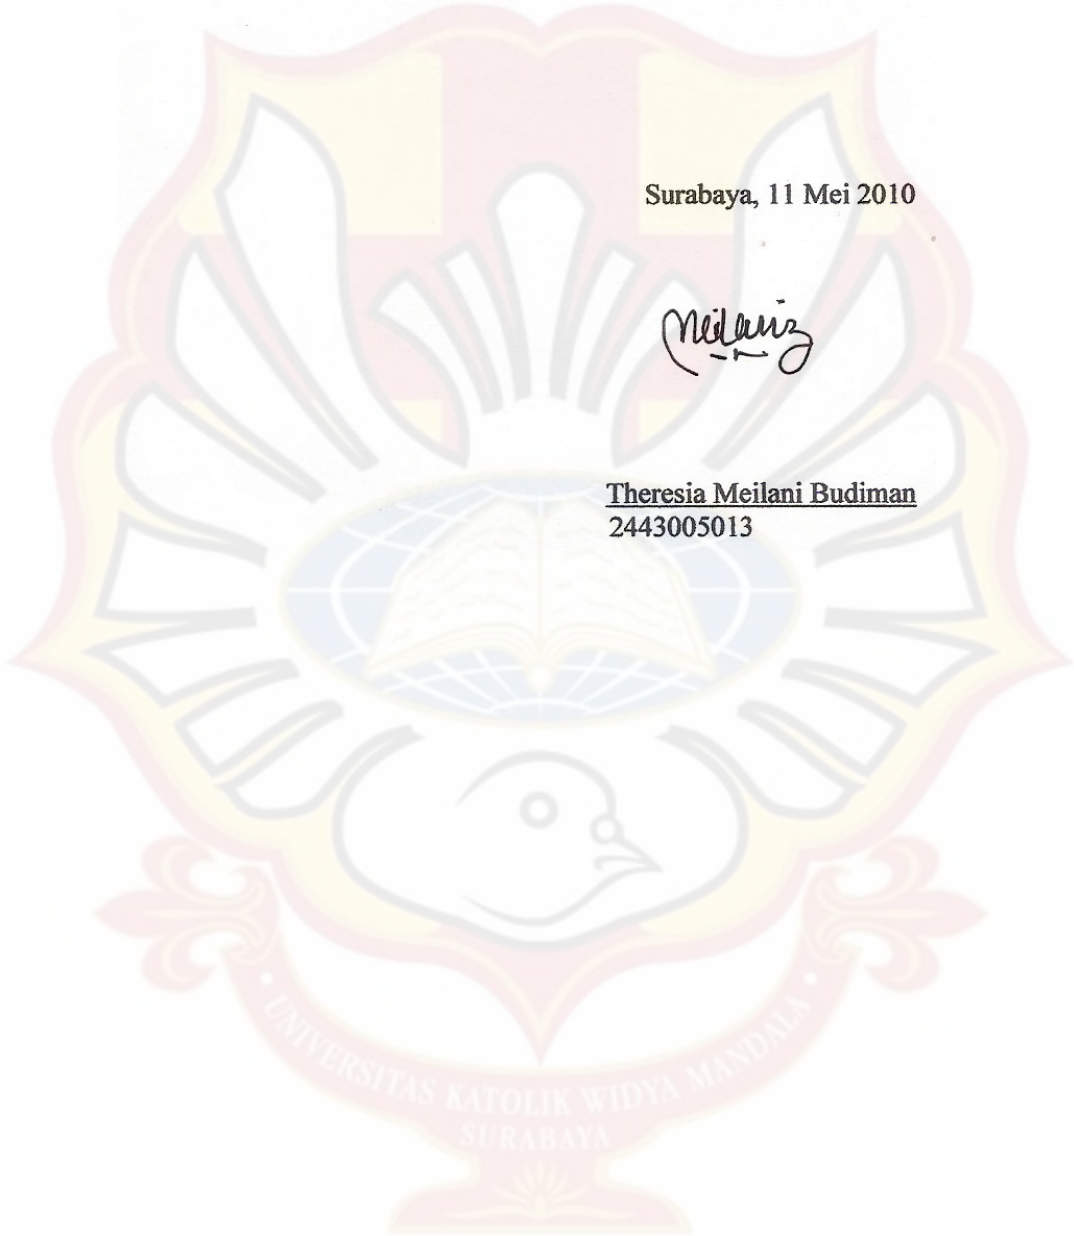 Surabaya, 11 Mei 2010
Theresia Meilani Budiman
2443005013
UNIVERSITAS KATOLIK WIDYA MANDALA
SURABAYA